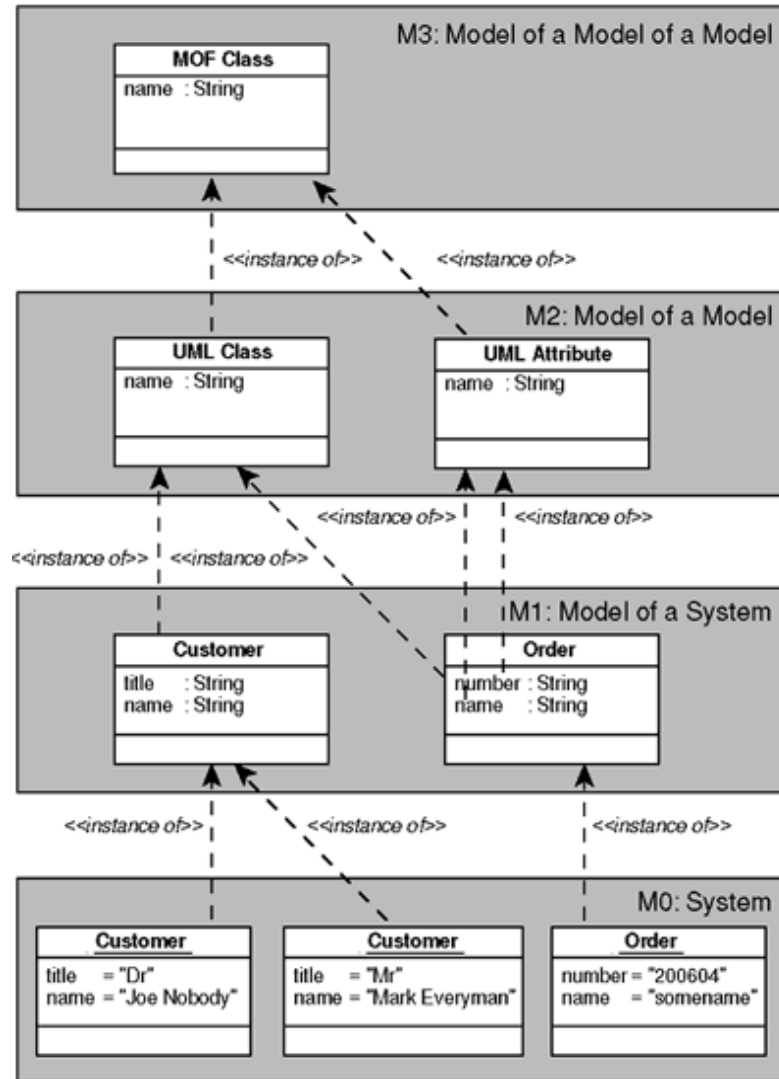 M3: Model of a Model of a Model
MOF Class
name : String
<<instance of>> <<instance of>>
M2: Model of a Model
UML Class
name : String
UML Attribute
name : String
<<instance of>> <<instance of>>
<<instance of>> <<instance of>>
M1: Model of a System
Customer
title : String
name : String
Order
number : String
name : String
<<instance of>> <<instance of>> <<instance of>>
M0: System
Customer
title = "Dr"
name = "Joe Nobody"
Customer
title = "Mr"
name = "Mark Everyman"
Order
number = "200604"
name = "somename"